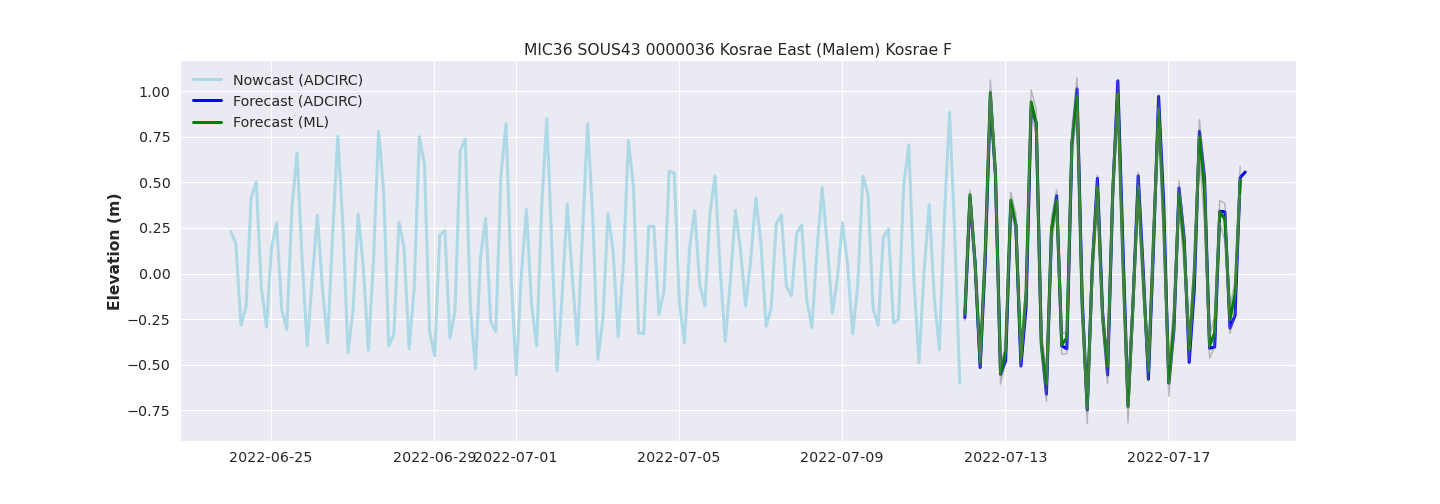 MIC36 SOUS43 0000036 Kosrae East (Malem) Kosrae F
Nowcast (ADCIRC)
Forecast (ADCIRC)
Forecast (ML)
Elevation (m)
1.00
0.75
0.50
0.25
0.00
−0.25
−0.50
−0.75
2022-06-25 2022-06-29 2022-07-01 2022-07-05 2022-07-09 2022-07-13 2022-07-17